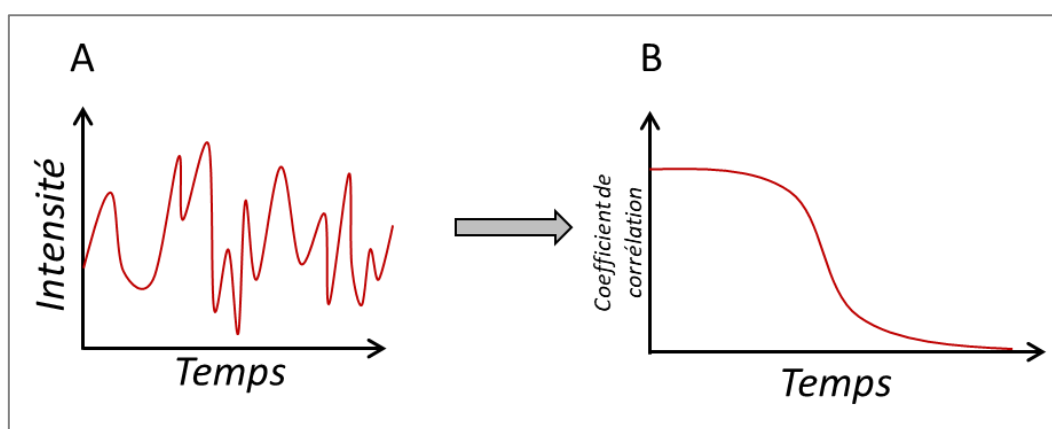 A
B
Intensité
Temps
Coefficient de
corrélation
Temps